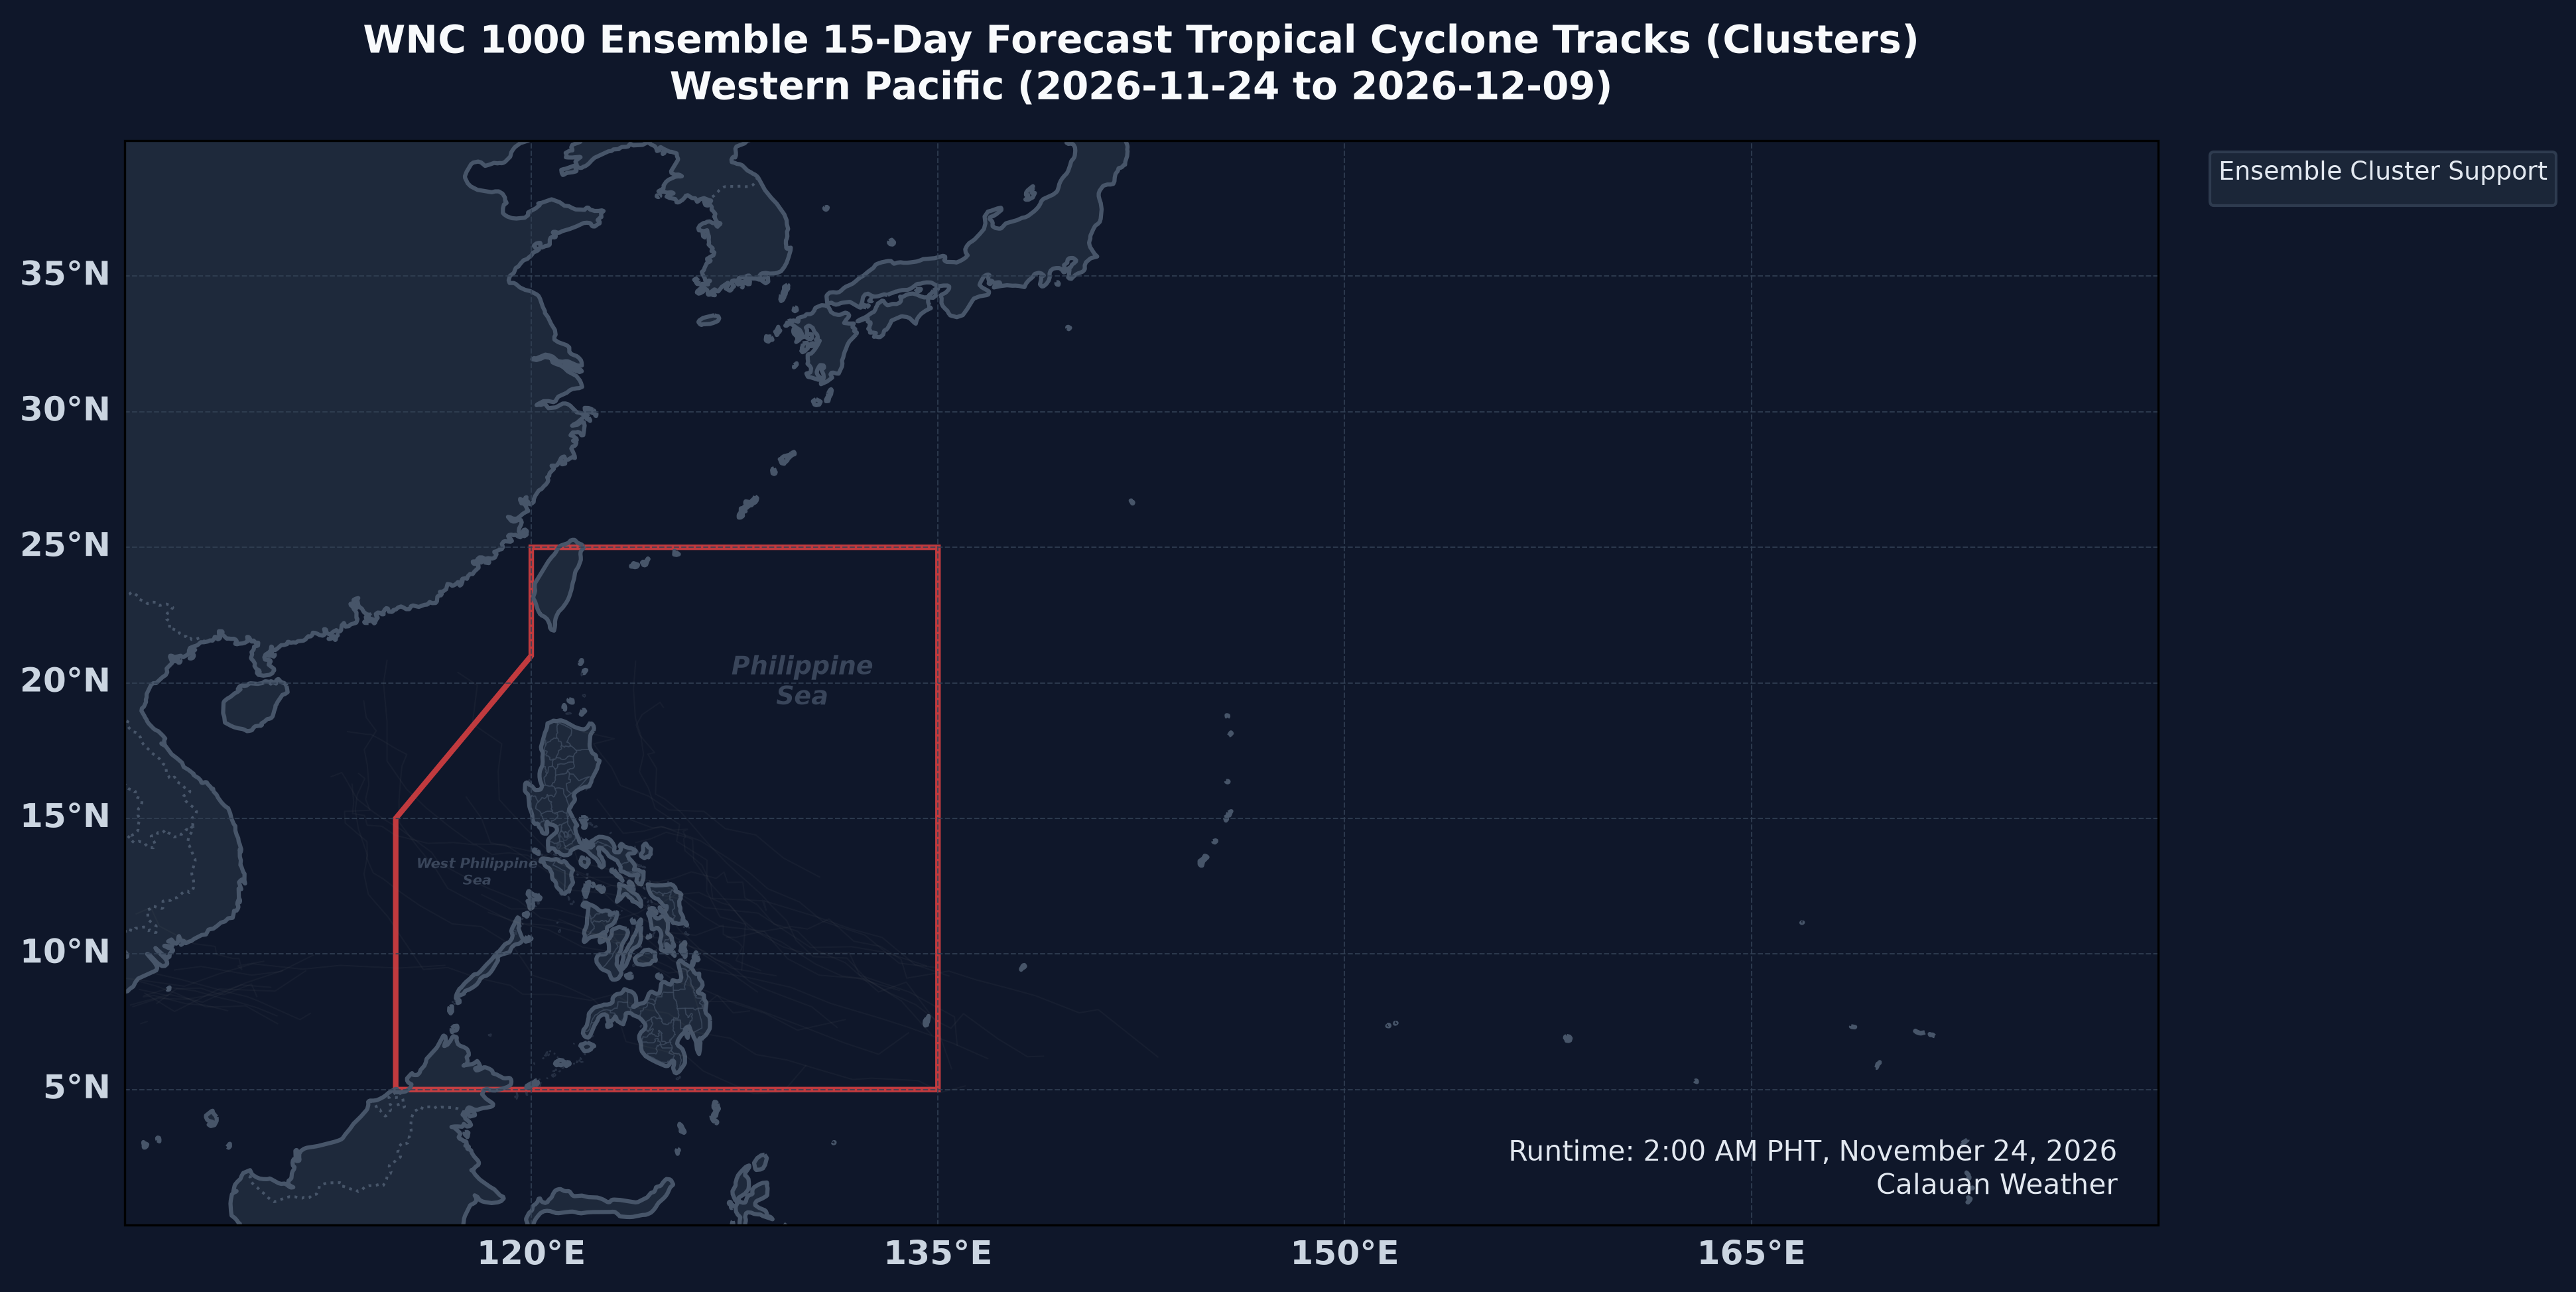 WNC 1000 Ensemble 15-Day Forecast Tropical Cyclone Tracks (Clusters)
Western Pacific (2026-11-24 to 2026-12-09)
Ensemble Cluster Support
35°N
30°N
25°N
20°N
15°N
10°N
5°N
Philippine
Sea
West Philippine
Sea
Runtime: 2:00 AM PHT, November 24, 2026
Calauan Weather
120°E
135°E
150°E
165°E